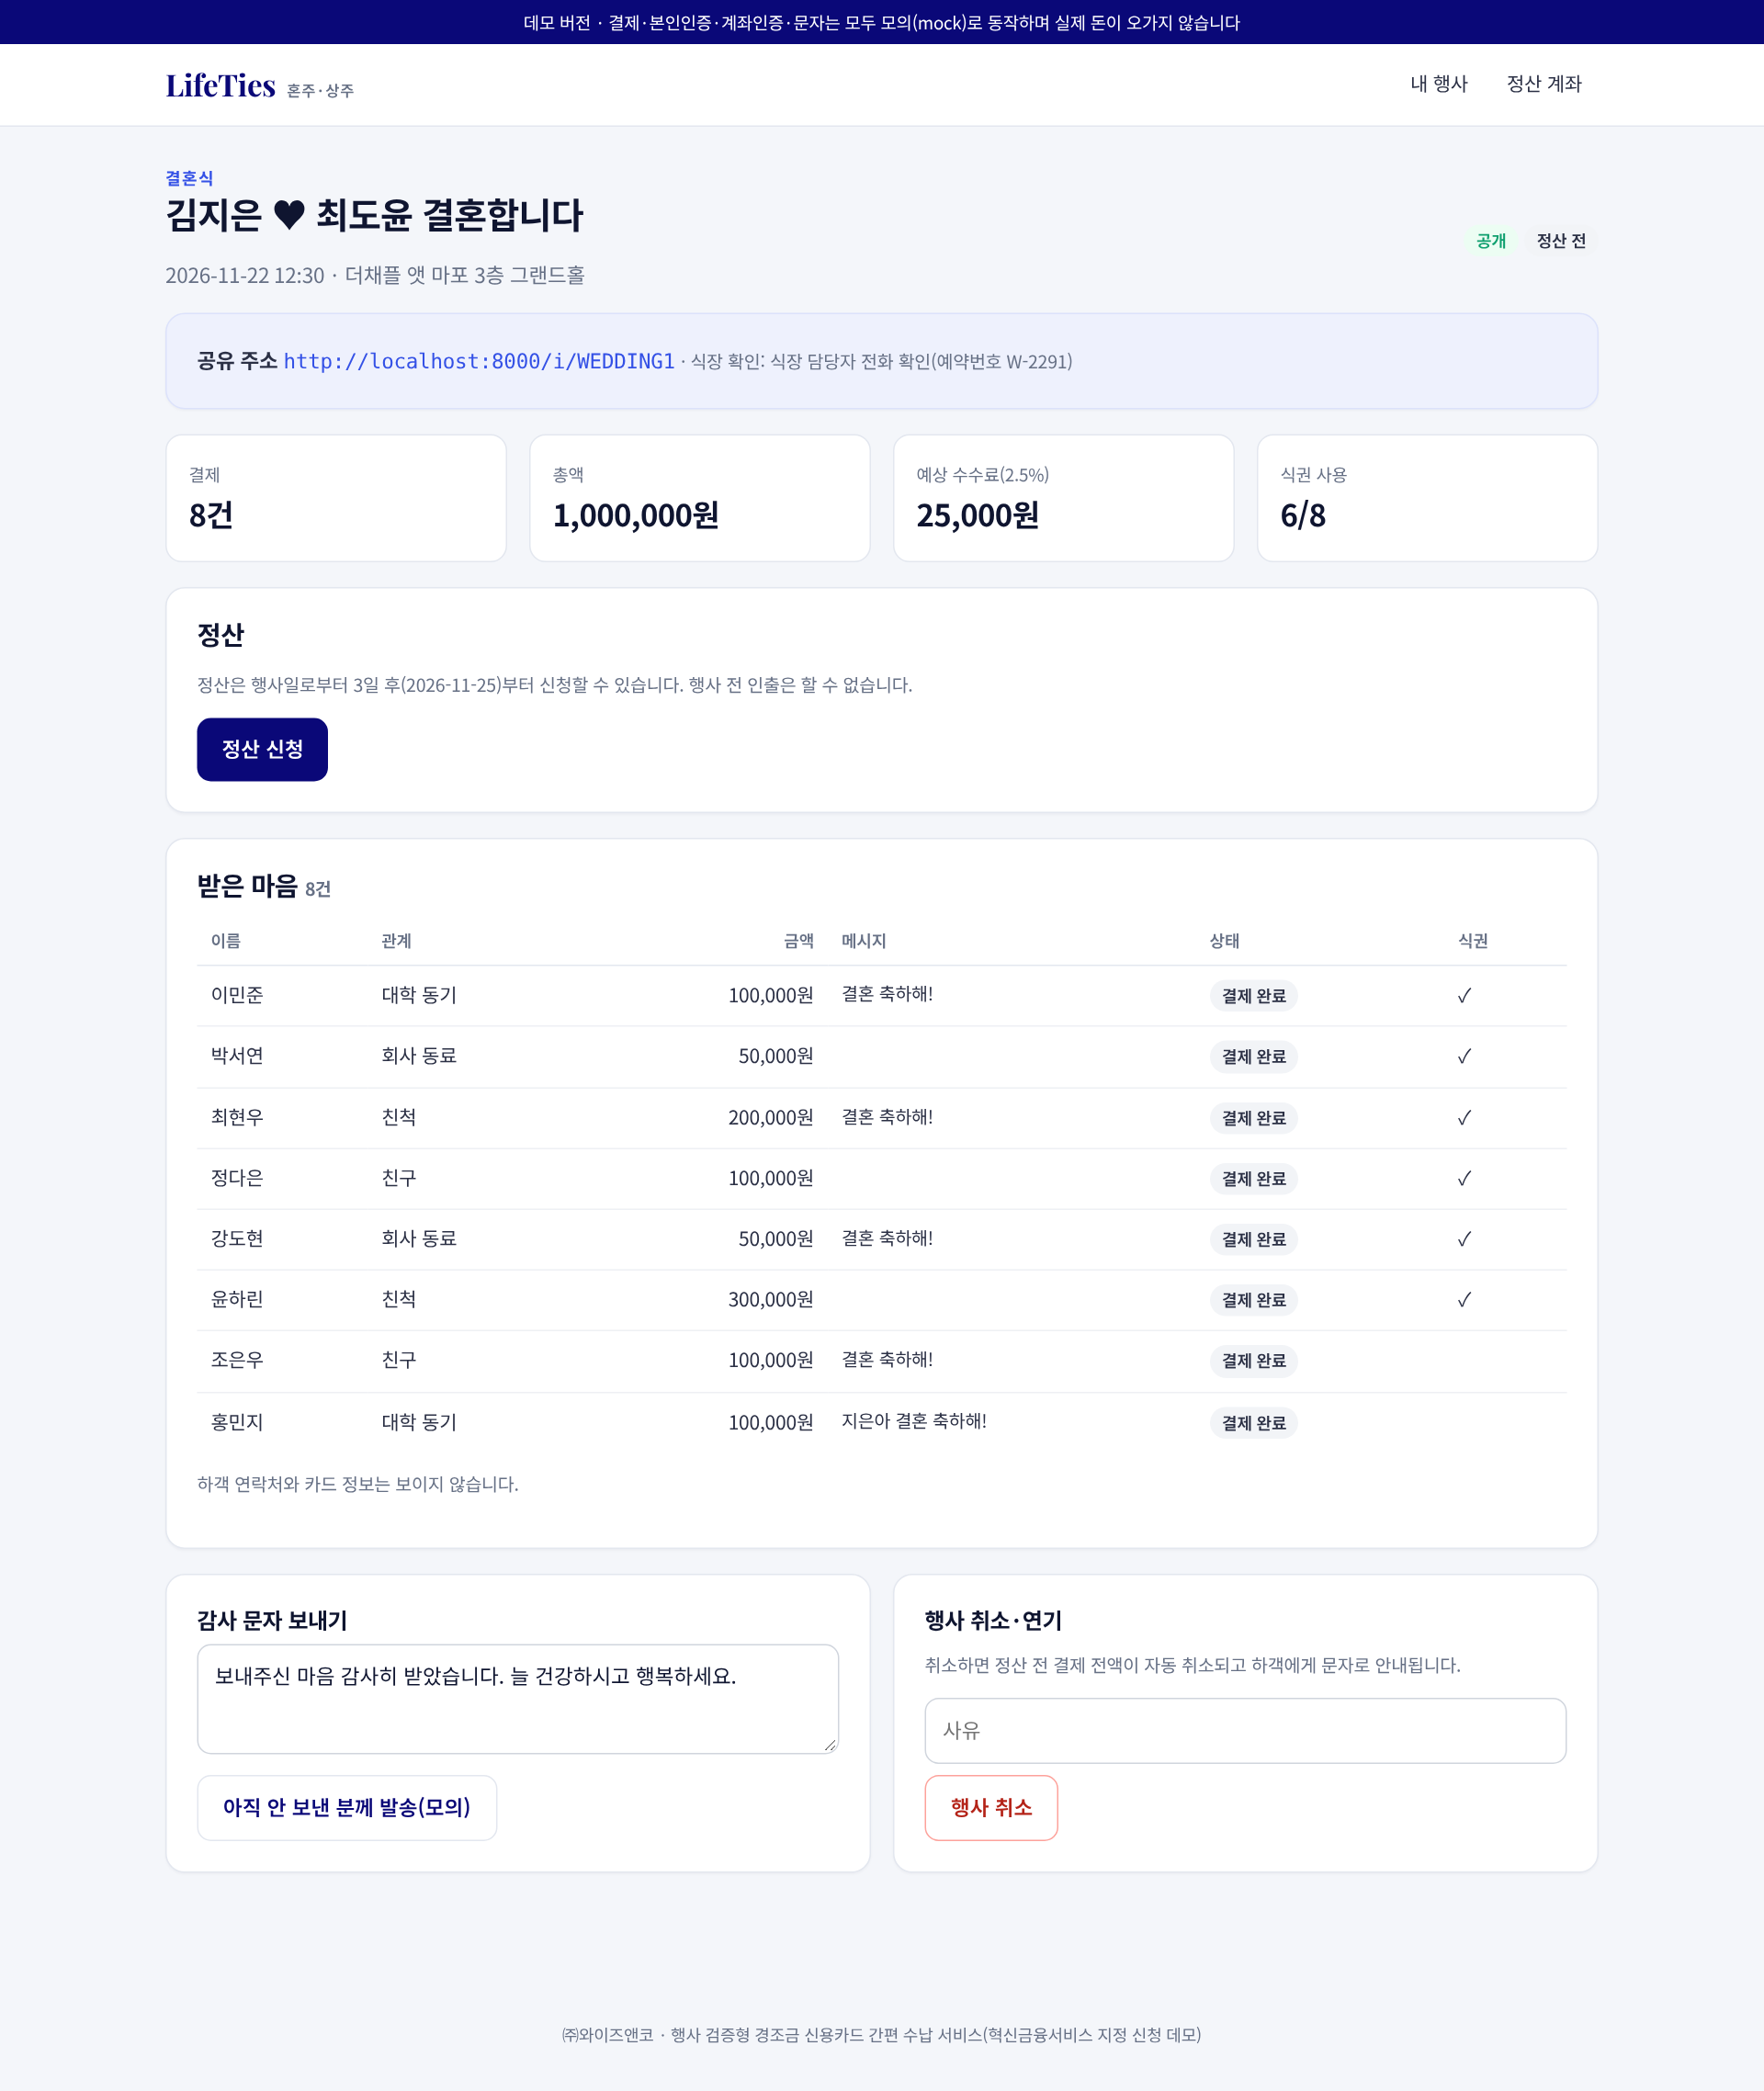 데모 버전 · 결제·본인인증·계좌인증·문자는 모두 모의(mock)로 동작하며 실제 돈이 오가지 않습니다
LifeTies 혼주·상주
내 행사 정산 계좌
결혼식
김지은 ♥ 최도윤 결혼합니다
공개 정산 전
2026-11-22 12:30 · 더채플 앳 마포 3층 그랜드홀
공유 주소 http://localhost:8000/i/WEDDING1 · 식장 확인: 식장 담당자 전화 확인(예약번호 W-2291)
결제 총액 예상 수수료(2.5%) 식권 사용
8건 1,000,000원 25,000원 6/8
정산
정산은 행사일로부터 3일 후(2026-11-25)부터 신청할 수 있습니다. 행사 전 인출은 할 수 없습니다.
정산 신청
받은 마음 8건
이름 관계 금액 메시지 상태 식권
이민준 대학 동기 100,000원 결혼 축하해! 결제 완료 ✓
박서연 회사 동료 50,000원 결제 완료 ✓
최현우 친척 200,000원 결혼 축하해! 결제 완료 ✓
정다은 친구 100,000원 결제 완료 ✓
강도현 회사 동료 50,000원 결혼 축하해! 결제 완료 ✓
윤하린 친척 300,000원 결제 완료 ✓
조은우 친구 100,000원 결혼 축하해! 결제 완료
홍민지 대학 동기 100,000원 지은아 결혼 축하해! 결제 완료
하객 연락처와 카드 정보는 보이지 않습니다.
감사 문자 보내기
보내주신 마음 감사히 받았습니다. 늘 건강하시고 행복하세요.
아직 안 보낸 분께 발송(모의)
행사 취소·연기
취소하면 정산 전 결제 전액이 자동 취소되고 하객에게 문자로 안내됩니다.
사유
행사 취소
㈜와이즈앤코 · 행사 검증형 경조금 신용카드 간편 수납 서비스(혁신금융서비스 지정 신청 데모)